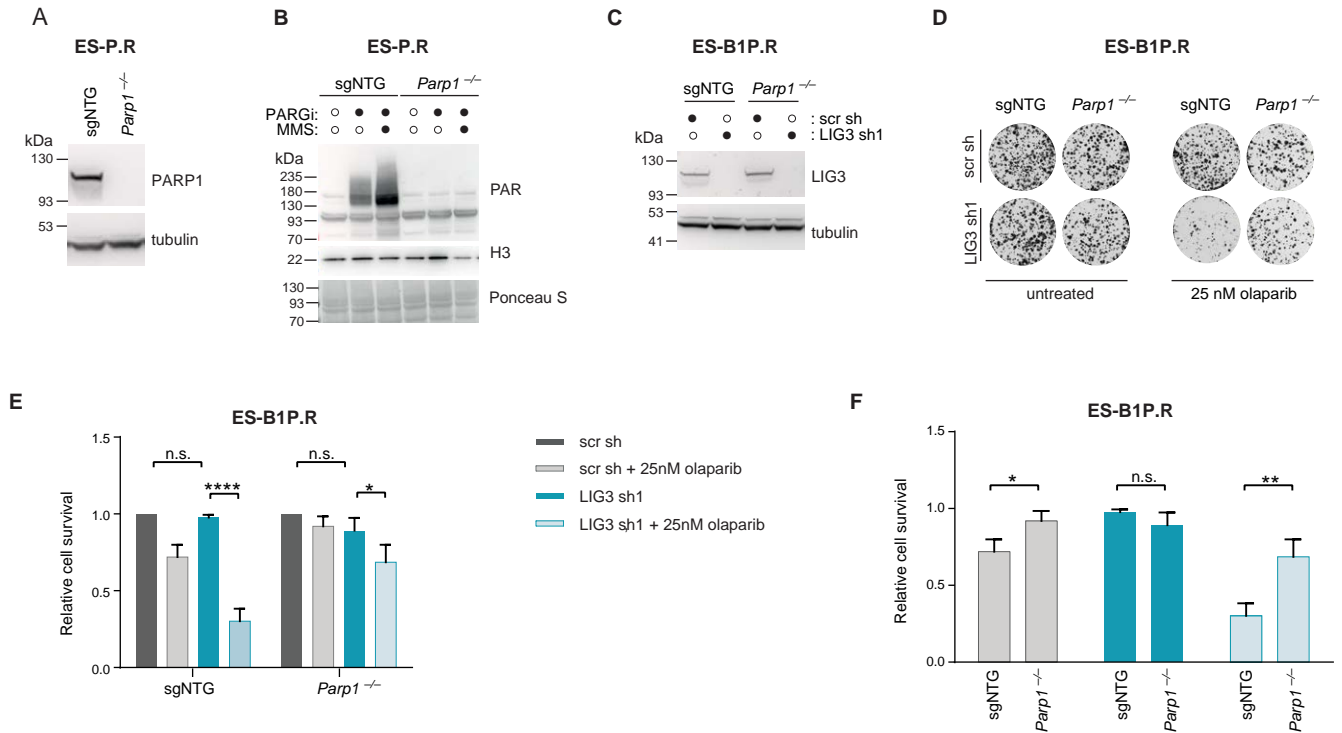 A
ES-P.R
sgNTG
Parp1 –/–
kDa
130
93
53
PARP1
tubulin
B
ES-P.R
sgNTG
Parp1 –/–
PARGi:
MMS:
kDa
235
180
130
93
70
22
130
93
70
PAR
H3
Ponceau S
C
ES-B1P.R
sgNTG
Parp1 –/–
: scr sh
: LIG3 sh1
kDa
130
93
53
41
LIG3
tubulin
D
ES-B1P.R
sgNTG
Parp1 –/–
sgNTG
Parp1 –/–
scr sh
LIG3 sh1
untreated
25 nM olaparib
E
ES-B1P.R
Relative cell survival
1.5
1.0
0.5
0.0
n.s.
****
n.s.
*
sgNTG
Parp1 –/–
scr sh
scr sh + 25nM olaparib
LIG3 sh1
LIG3 sh1 + 25nM olaparib
F
ES-B1P.R
Relative cell survival
1.5
1.0
0.5
0.0
*
n.s.
**
sgNTG
Parp1 –/–
sgNTG
Parp1 –/–
sgNTG
Parp1 –/–